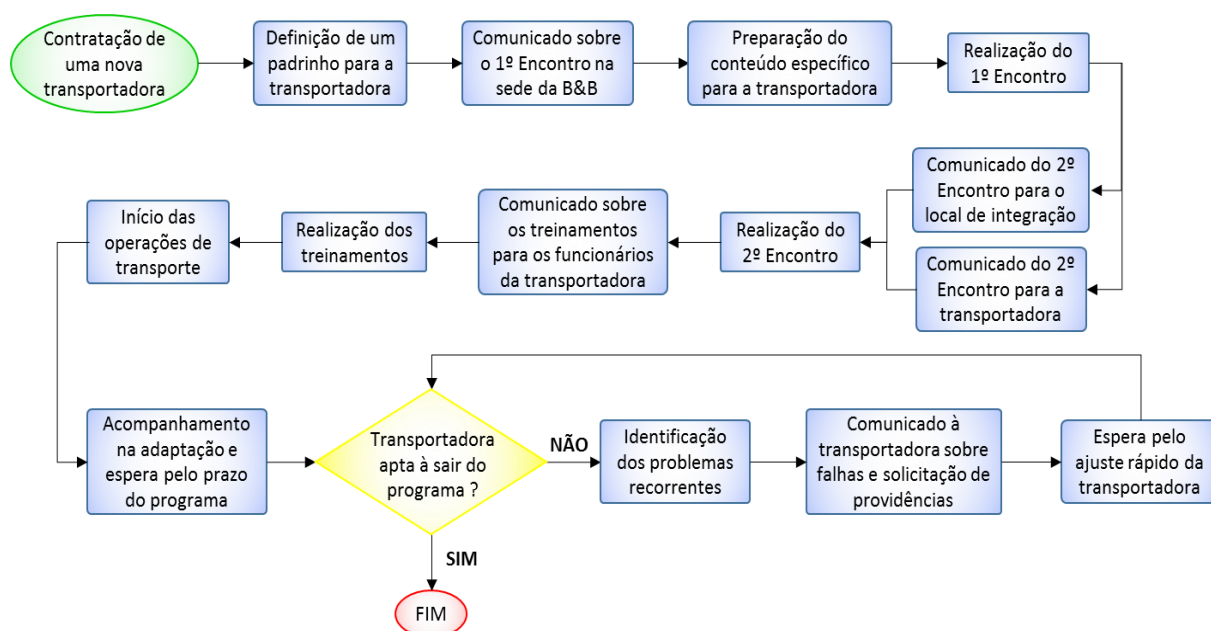 Contratação de
uma nova
transportadora
Definição de um
padrinho para a
transportadora
Comunicado sobre
o 1º Encontro na
sede da B&B
Preparação do
conteúdo específico
para a transportadora
Realização do
1º Encontro
Comunicado do 2º
Encontro para o
local de integração
Comunicado do 2º
Encontro para a
transportadora
Realização do
2º Encontro
Comunicado sobre
os treinamentos
para os funcionários
da transportadora
Realização dos
treinamentos
Início das
operações de
transporte
Acompanhamento
na adaptação e
espera pelo prazo
do programa
Transportadora
apta à sair do
programa ?
NÃO
Identificação
dos problemas
recorrentes
Comunicado à
transportadora sobre
falhas e solicitação de
providências
Espera pelo
ajuste rápido da
transportadora
SIM
FIM